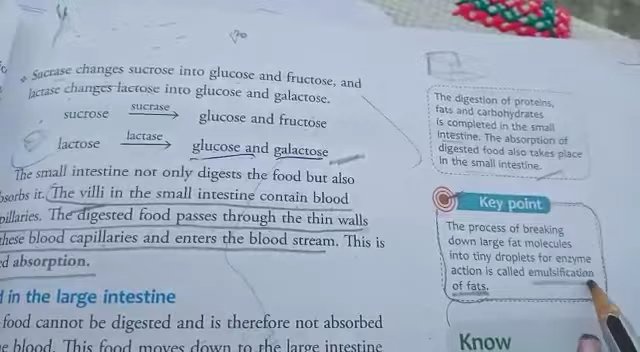 Sucrase changes sucrose into glucose and fructose, and
lactase changes lactose into glucose and galactose.
sucrose sucrase glucose and fructose
lactose lactase glucose and galactose
The small intestine not only digests the food but also
absorbs it. The villi in the small intestine contain blood
pillaries. The digested food passes through the thin walls
these blood capillaries and enters the blood stream. This is
ed absorption.
in the large intestine
food cannot be digested and is therefore not absorbed
blood. This food moves down to the large intestine
The digestion of proteins,
fats and carbohydrates
is completed in the small
intestine. The absorption of
digested food also takes place
in the small intestine.
Key point
The process of breaking
down large fat molecules
into tiny droplets for enzyme
action is called emulsification
of fats.
Know